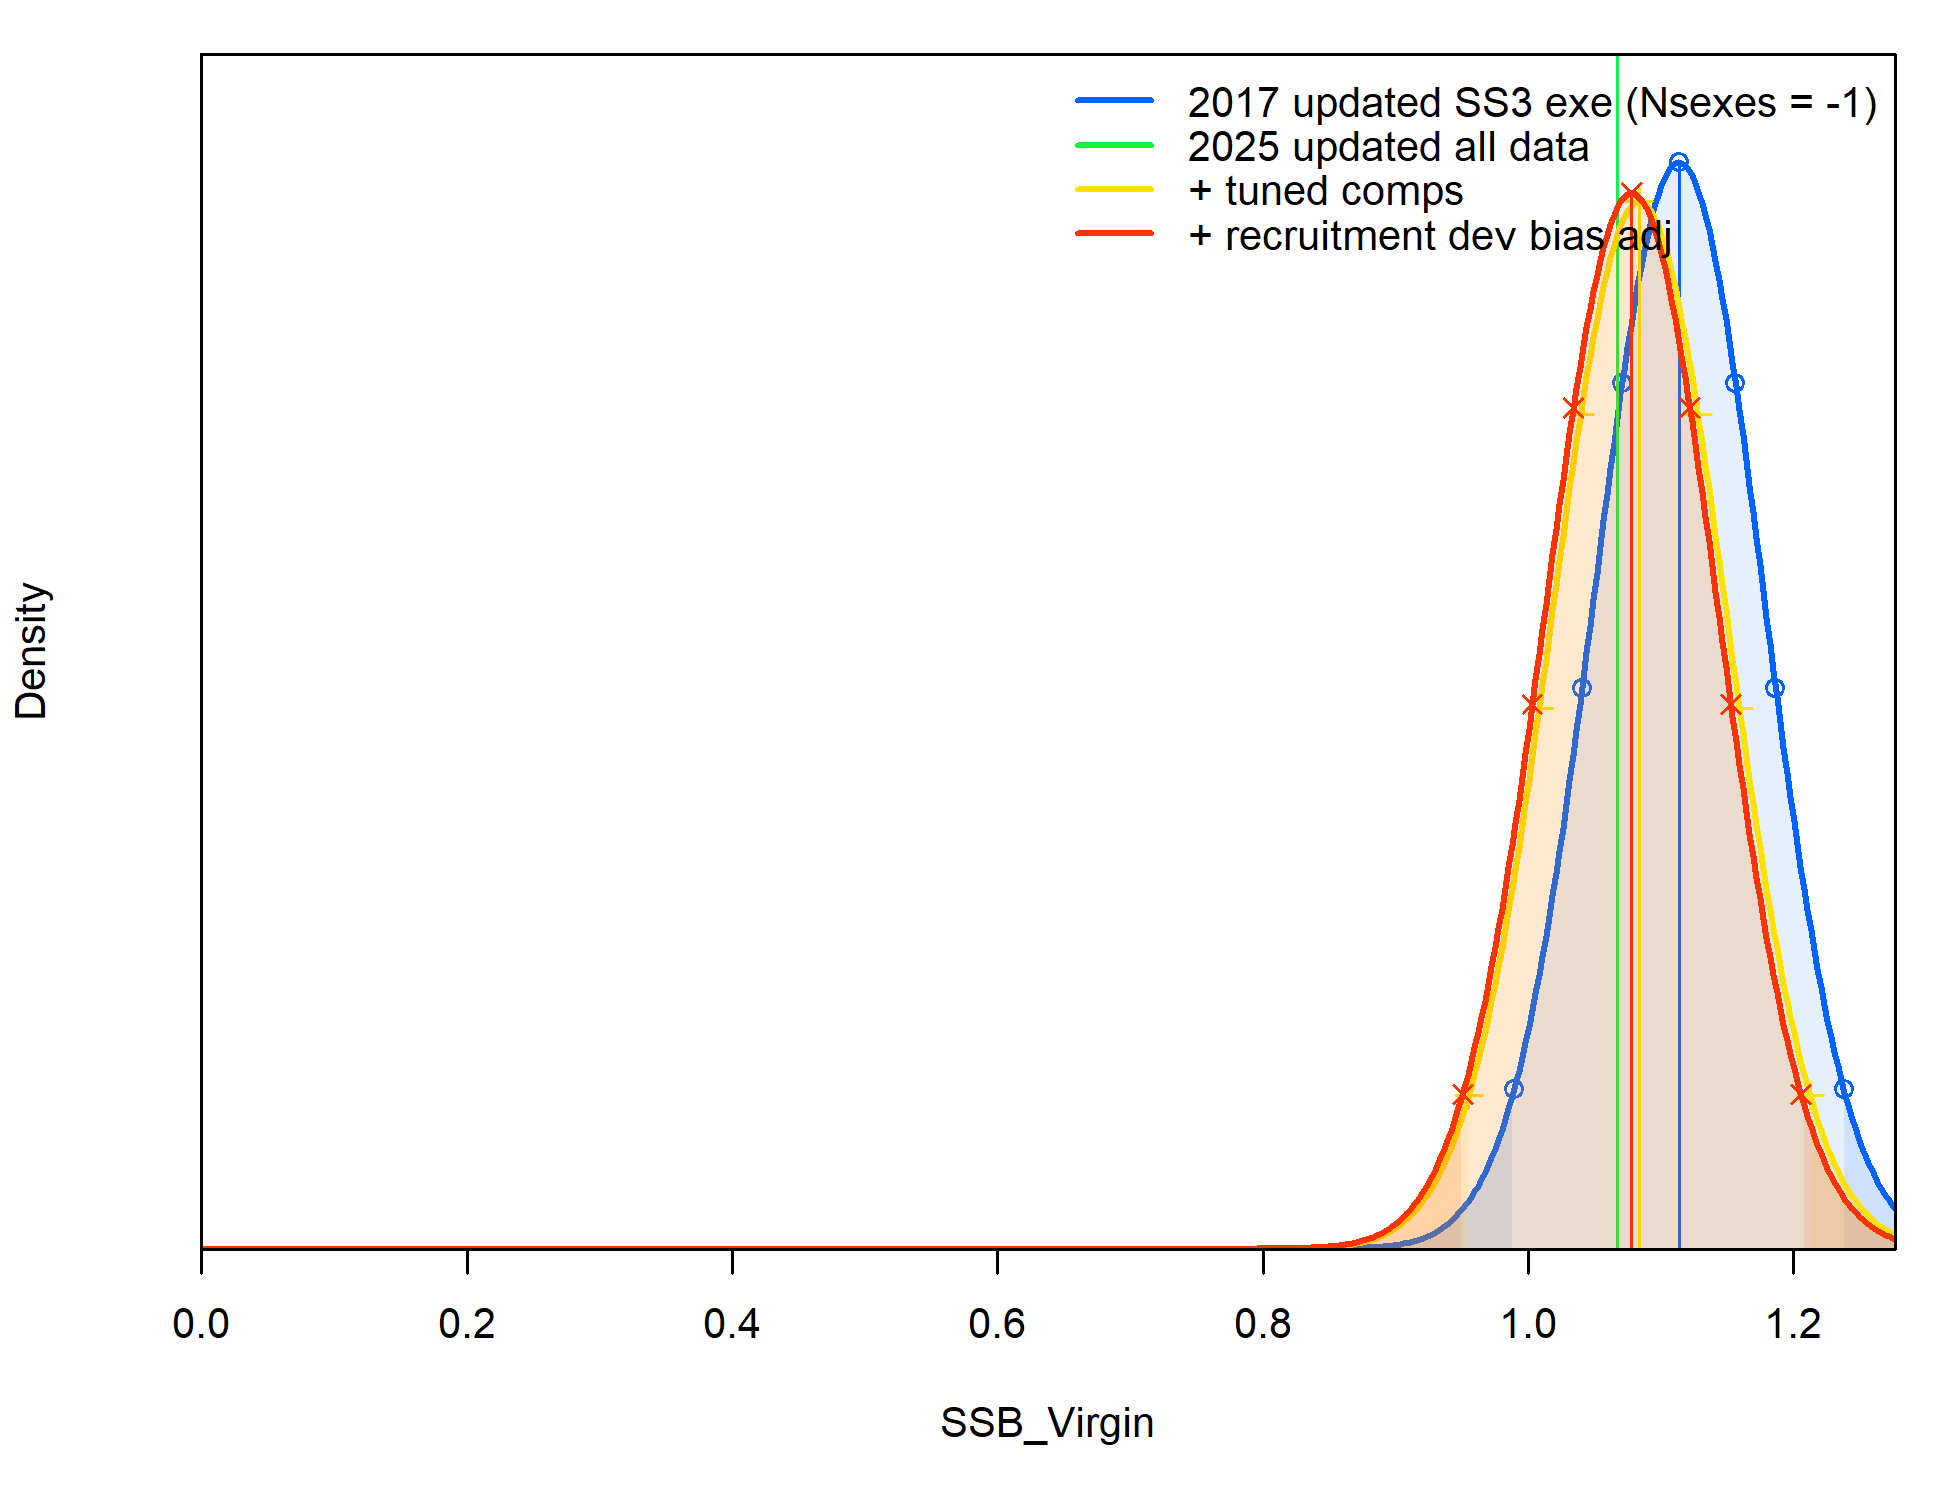 2017 updated SS3 exe (Nsexes = -1)
2025 updated all data
+ tuned comps
+ recruitment dev bias adj
Density
0.0 0.2 0.4 0.6 0.8 1.0 1.2
SSB_Virgin